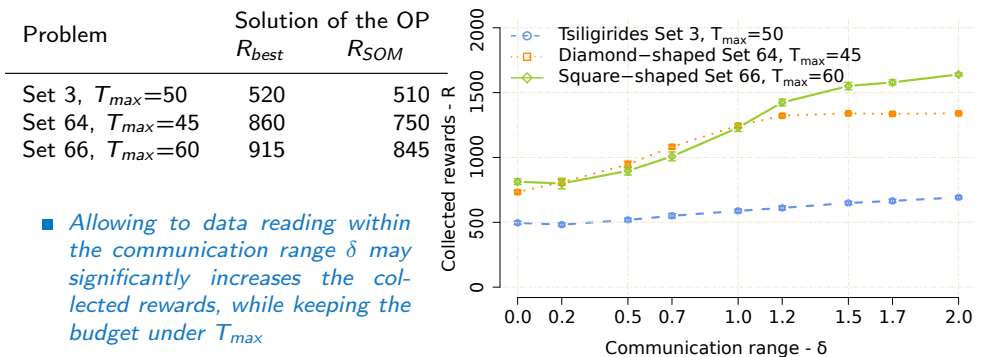 Problem
Solution of the OP
R_best R_SOM
Set 3, T_max=50 520 510
Set 64, T_max=45 860 750
Set 66, T_max=60 915 845
Allowing to data reading within
the communication range δ may
significantly increases the col-
lected rewards, while keeping the
budget under T_max
Tsiligirides Set 3, T_max=50
Diamond−shaped Set 64, T_max=45
Square−shaped Set 66, T_max=60
Collected rewards - R
2000
1500
1000
500
0
0.0 0.2 0.5 0.7 1.0 1.2 1.5 1.7 2.0
Communication range - δ